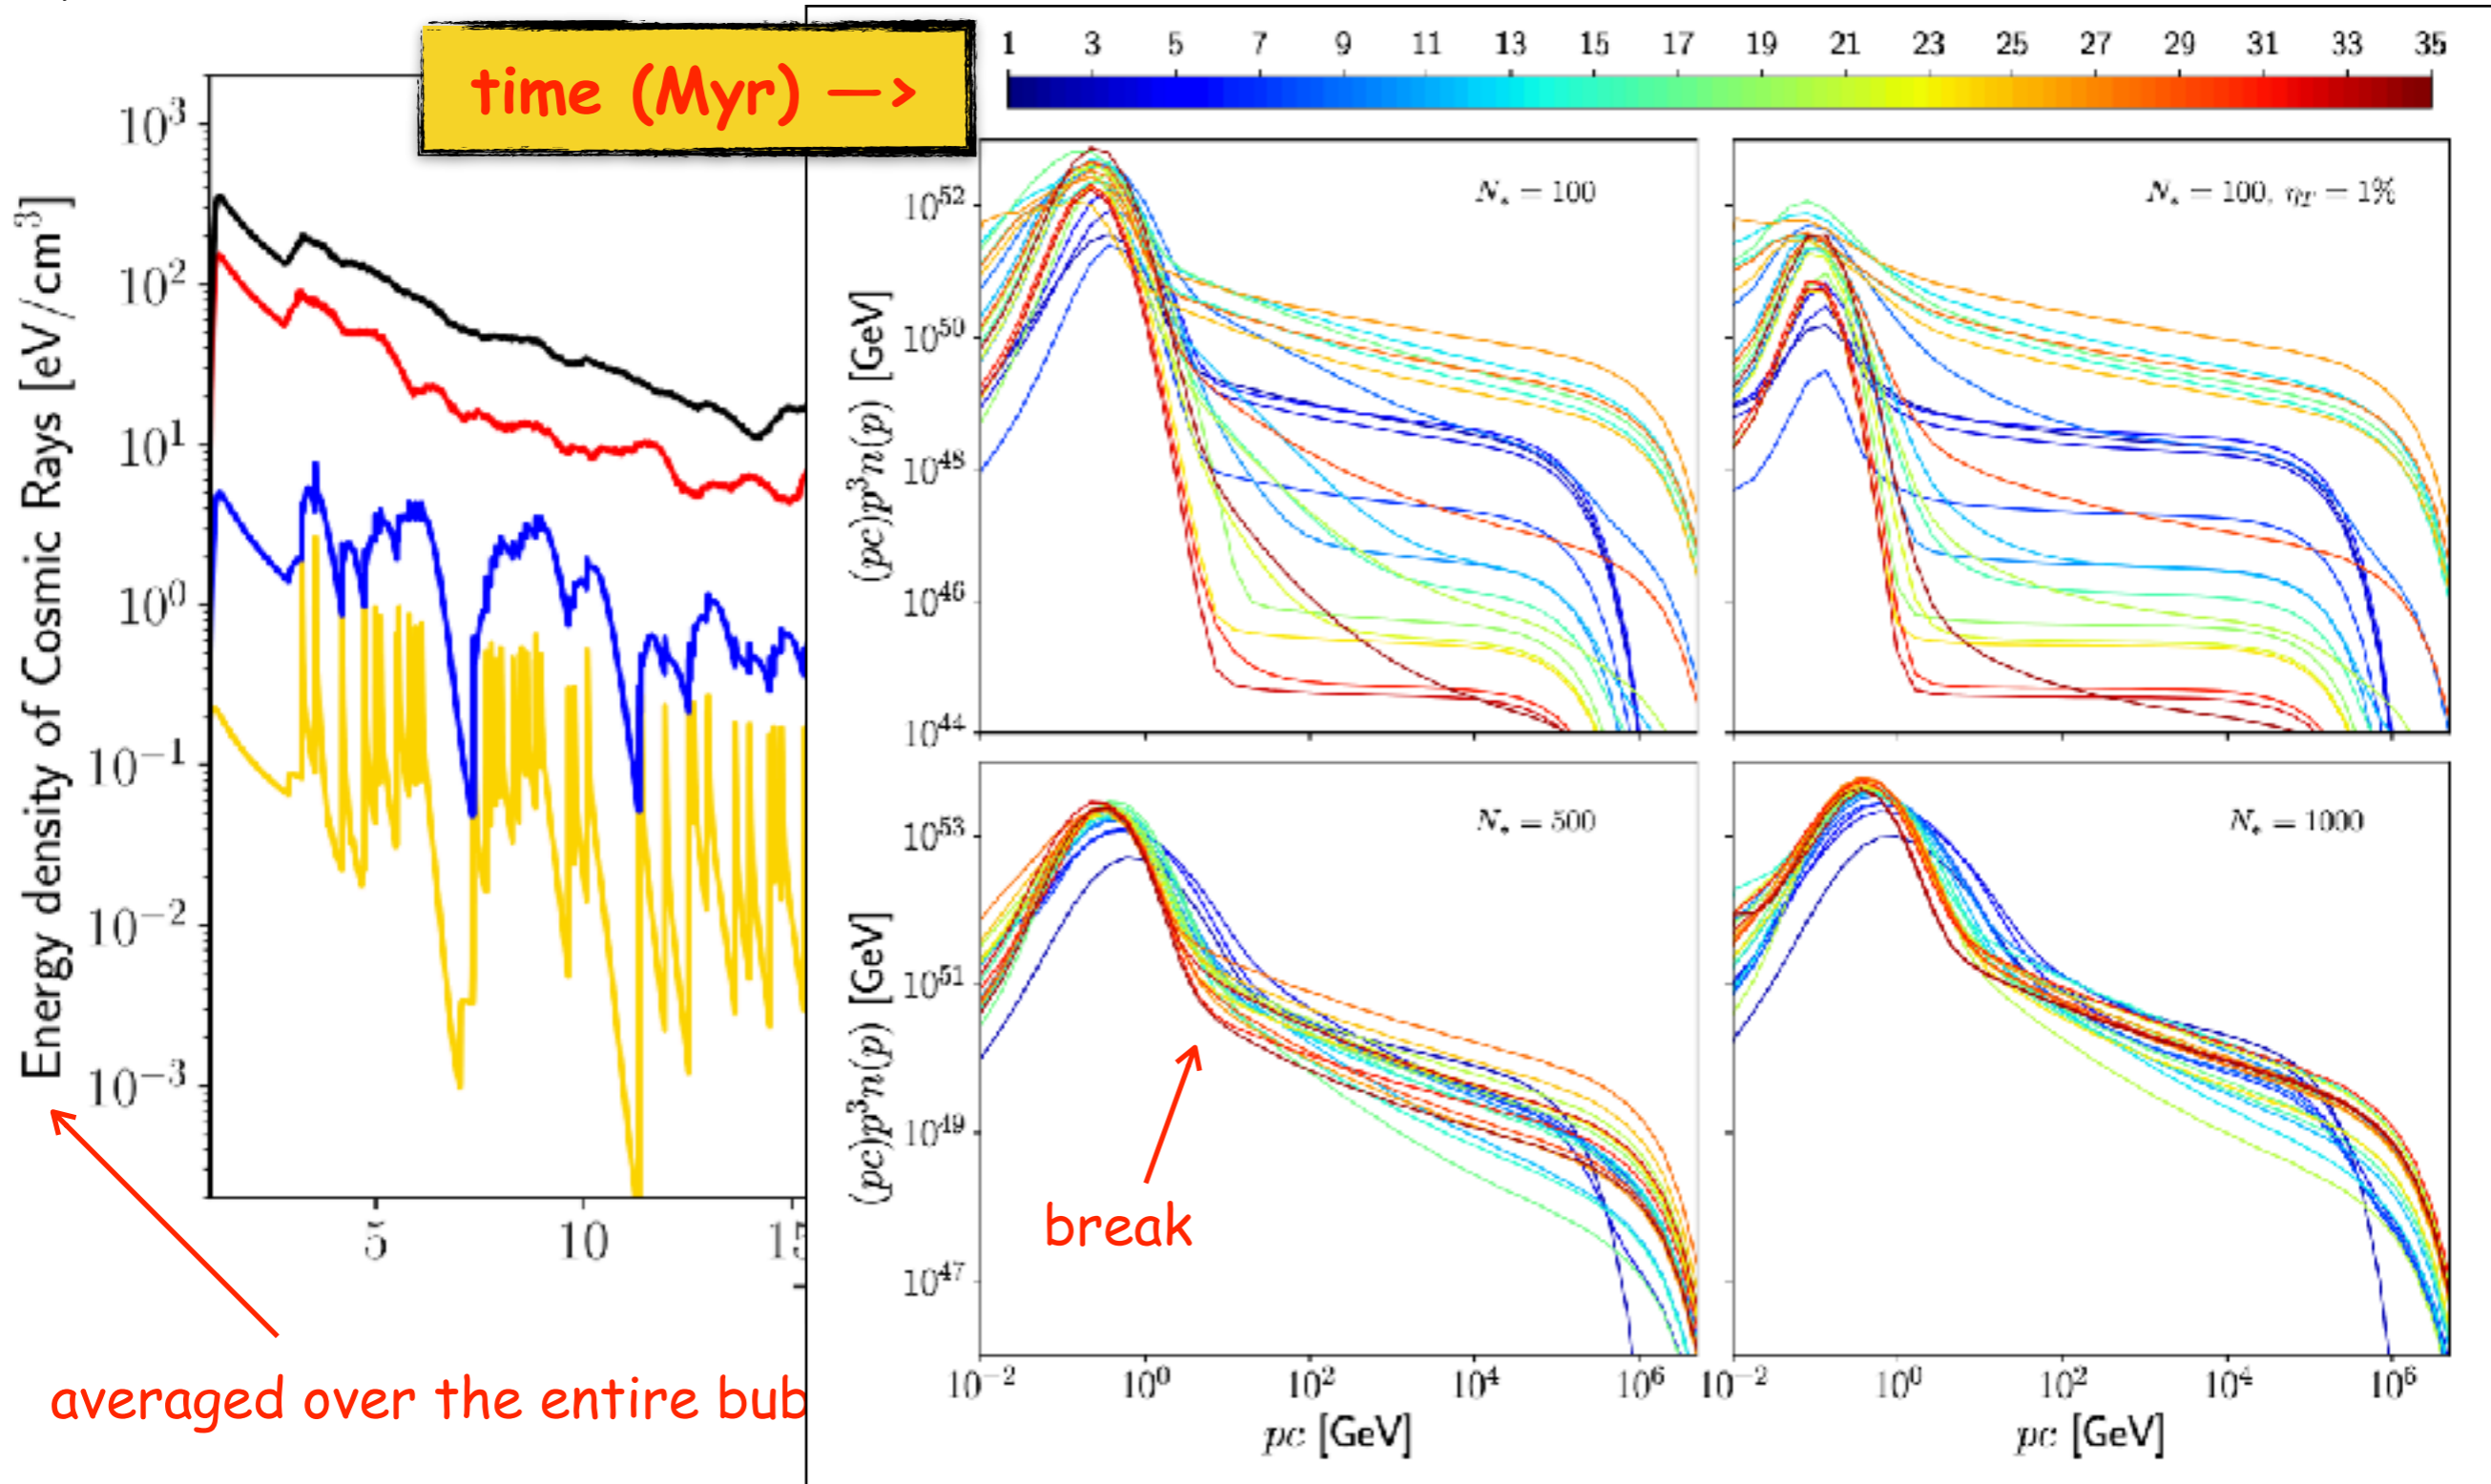 time (Myr) —>
1 3 5 7 9 11 13 15 17 19 21 23 25 27 29 31 33 35
Energy density of Cosmic Rays [eV/cm³]
10³
10²
10¹
10⁰
10⁻¹
10⁻²
10⁻³
5 10 15
averaged over the entire bub
(pc)p³n(p) [GeV]
10⁵²
10⁵⁰
10⁴⁸
10⁴⁶
10⁴⁴
N* = 100
N* = 100, η_T = 1%
(pc)p³n(p) [GeV]
10⁵³
10⁵¹
10⁴⁹
10⁴⁷
N* = 500
N* = 1000
break
10⁻² 10⁰ 10² 10⁴ 10⁶ 10⁻² 10⁰ 10² 10⁴ 10⁶
pc [GeV] pc [GeV]